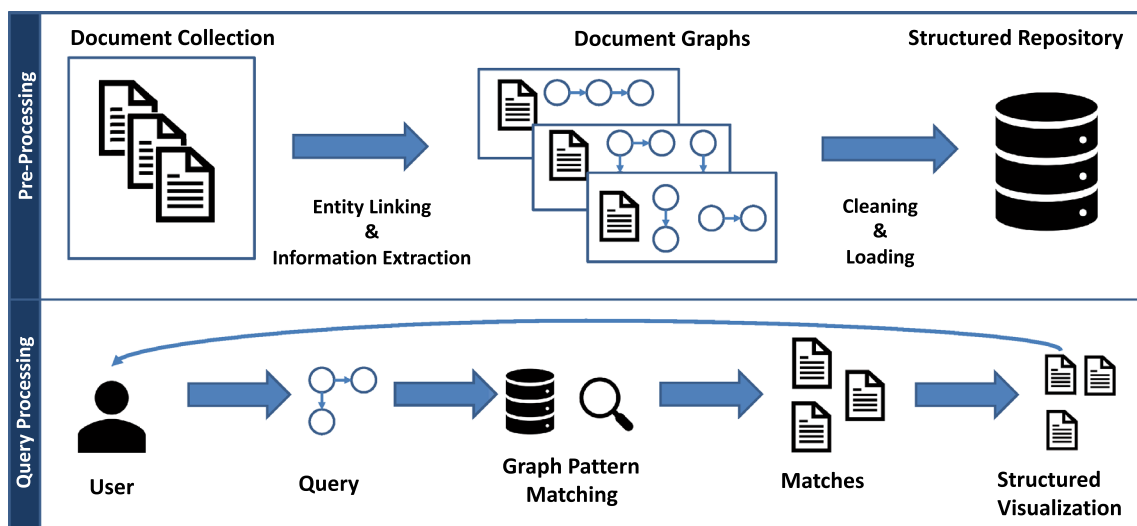 Pre-Processing
Document Collection
Document Graphs
Structured Repository
Entity Linking
&
Information Extraction
Cleaning
&
Loading
Query Processing
User
Query
Graph Pattern
Matching
Matches
Structured
Visualization